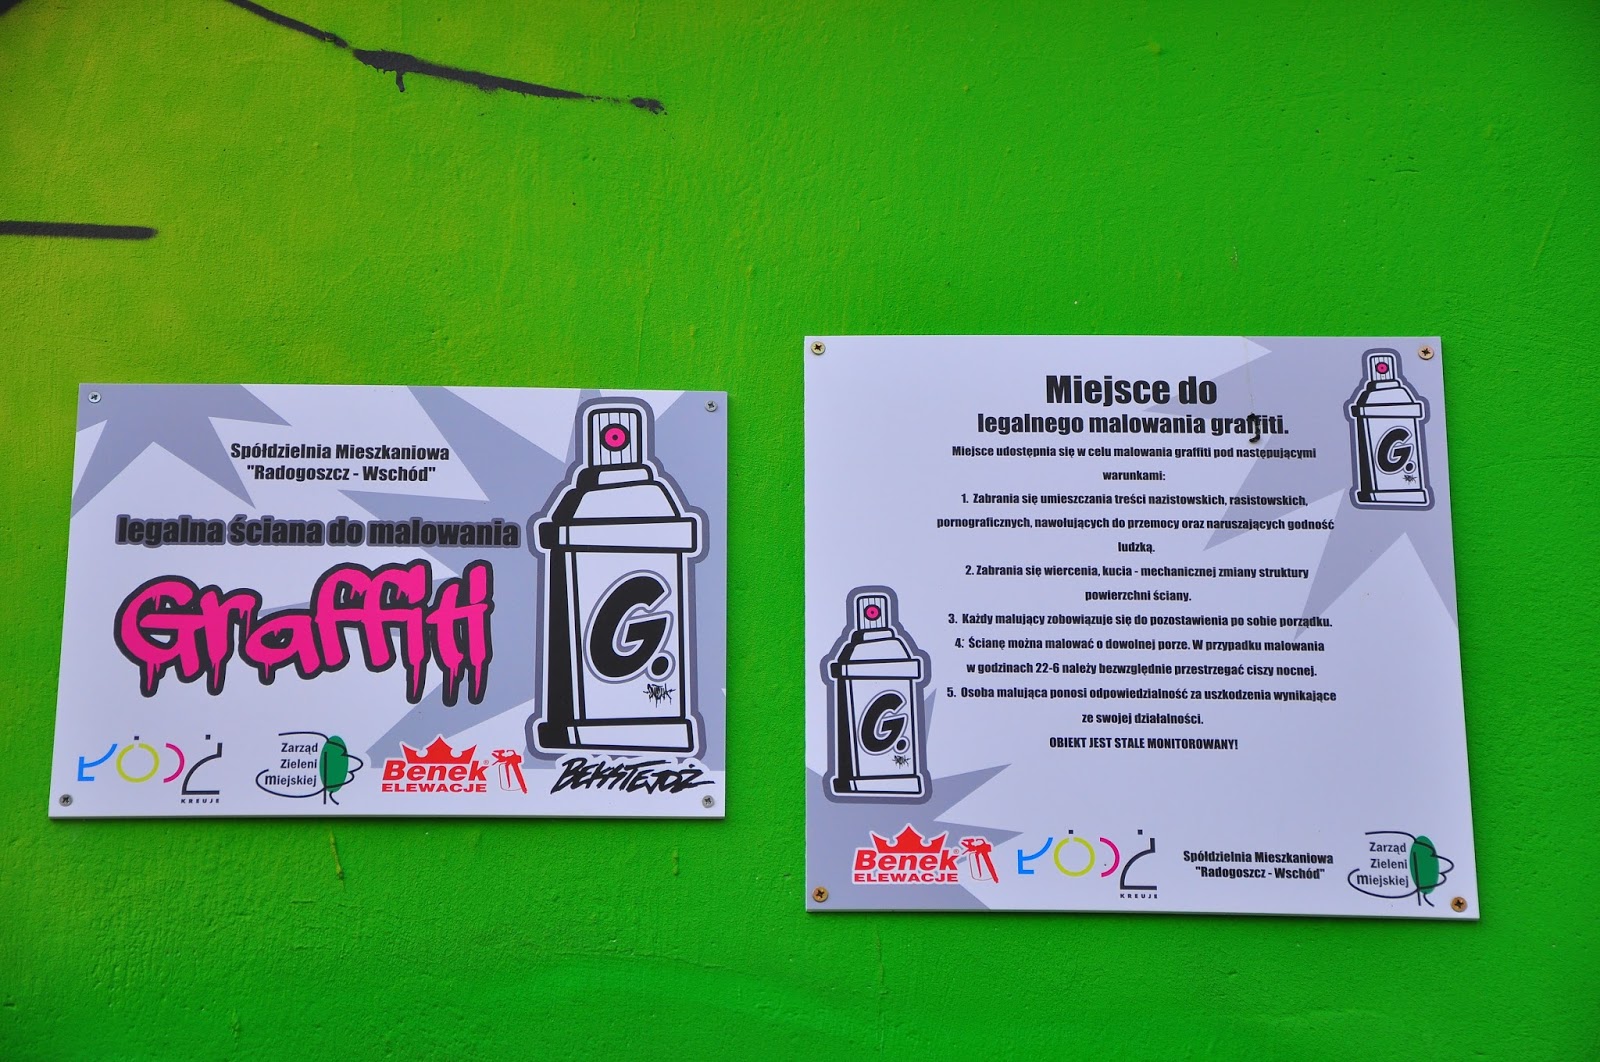 Spółdzielnia Mieszkaniowa
"Radogoszcz - Wschód"
legalna ściana do malowania
Graffiti
G.
ŁÓDŹ
KREUJE
Zarząd
Zieleni
Miejskiej
Benek®
ELEWACJE
Miejsce do
legalnego malowania graffiti.
Miejsce udostępnia się w celu malowania graffiti pod następującymi
warunkami:
1. Zabrania się umieszczania treści nazistowskich, rasistowskich,
pornograficznych, nawołujących do przemocy oraz naruszających godność
ludzką.
2. Zabrania się wiercenia, kucia - mechanicznej zmiany struktury
powierzchni ściany.
3. Każdy malujący zobowiązuje się do pozostawienia po sobie porządku.
4. Ścianę można malować o dowolnej porze. W przypadku malowania
w godzinach 22-6 należy bezwzględnie przestrzegać ciszy nocnej.
5. Osoba malująca ponosi odpowiedzialność za uszkodzenia wynikające
ze swojej działalności.
OBIEKT JEST STALE MONITOROWANY!
G.
G.
Benek®
ELEWACJE
ŁÓDŹ
KREUJE
Spółdzielnia Mieszkaniowa
"Radogoszcz - Wschód"
Zarząd
Zieleni
Miejskiej